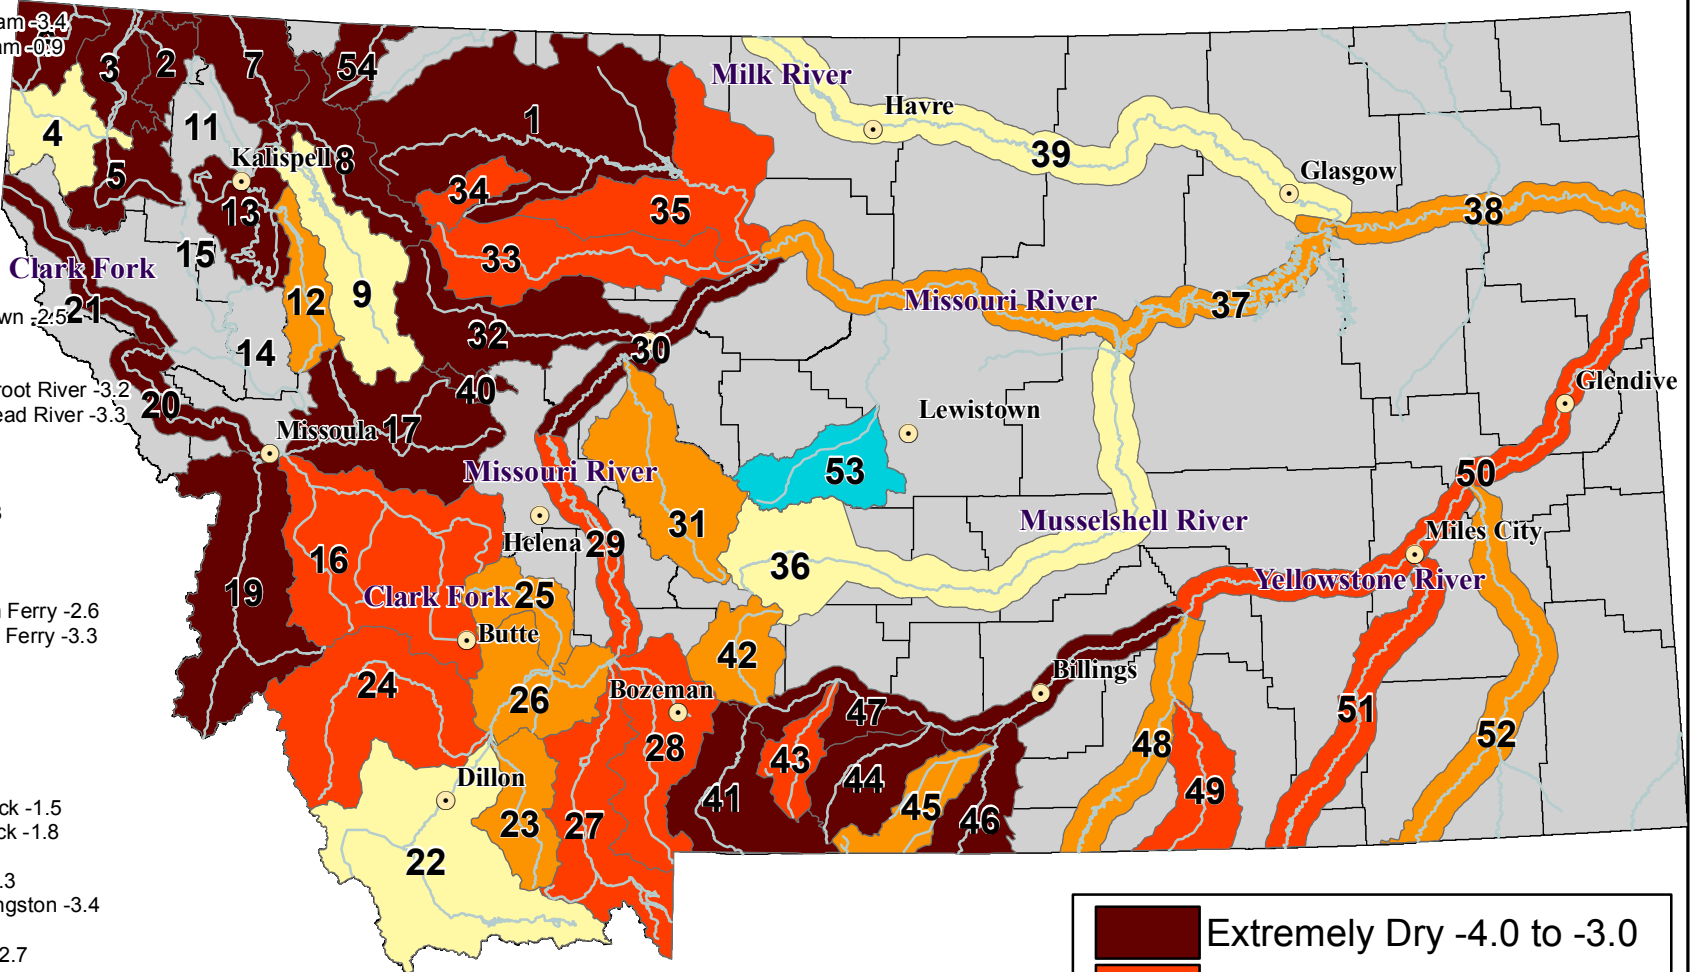 am -3.4
am -0.9
3
2
7
54
Milk River
Havre
4
11
1
39
Kalispell
8
Glasgow
5
34
13
35
38
15
33
Clark Fork
9
12
Missouri River
37
wn -2.5
21
32
30
14
Glendive
root River -3.2
40
ead River -3.3
20
Missoula
17
Lewistown
Missouri River
53
50
31
Musselshell River
Miles City
Helena
29
16
36
Yellowstone River
19
Clark Fork
25
Ferry -2.6
Ferry -3.3
Butte
42
Billings
24
26
Bozeman
47
51
28
48
52
43
Dillon
44
41
49
ck -1.5
45
ck -1.8
23
27
46
22
.3
ngston -3.4
Extremely Dry -4.0 to -3.0
2.7